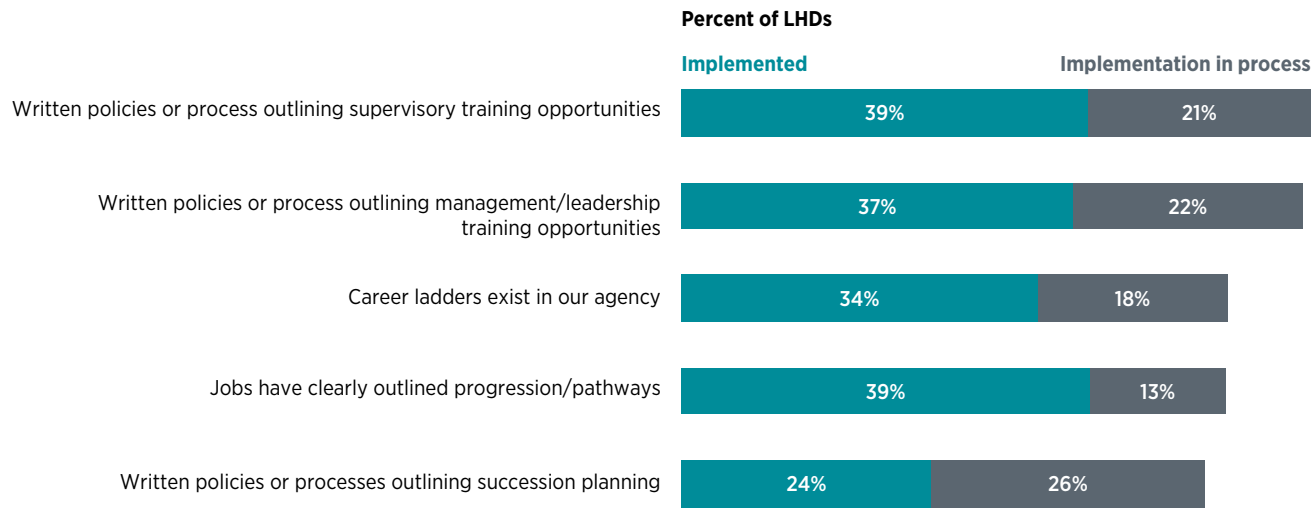 Percent of LHDs
Implemented
Implementation in process
Written policies or process outlining supervisory training opportunities
39%
21%
Written policies or process outlining management/leadership
training opportunities
37%
22%
Career ladders exist in our agency
34%
18%
Jobs have clearly outlined progression/pathways
39%
13%
Written policies or processes outlining succession planning
24%
26%